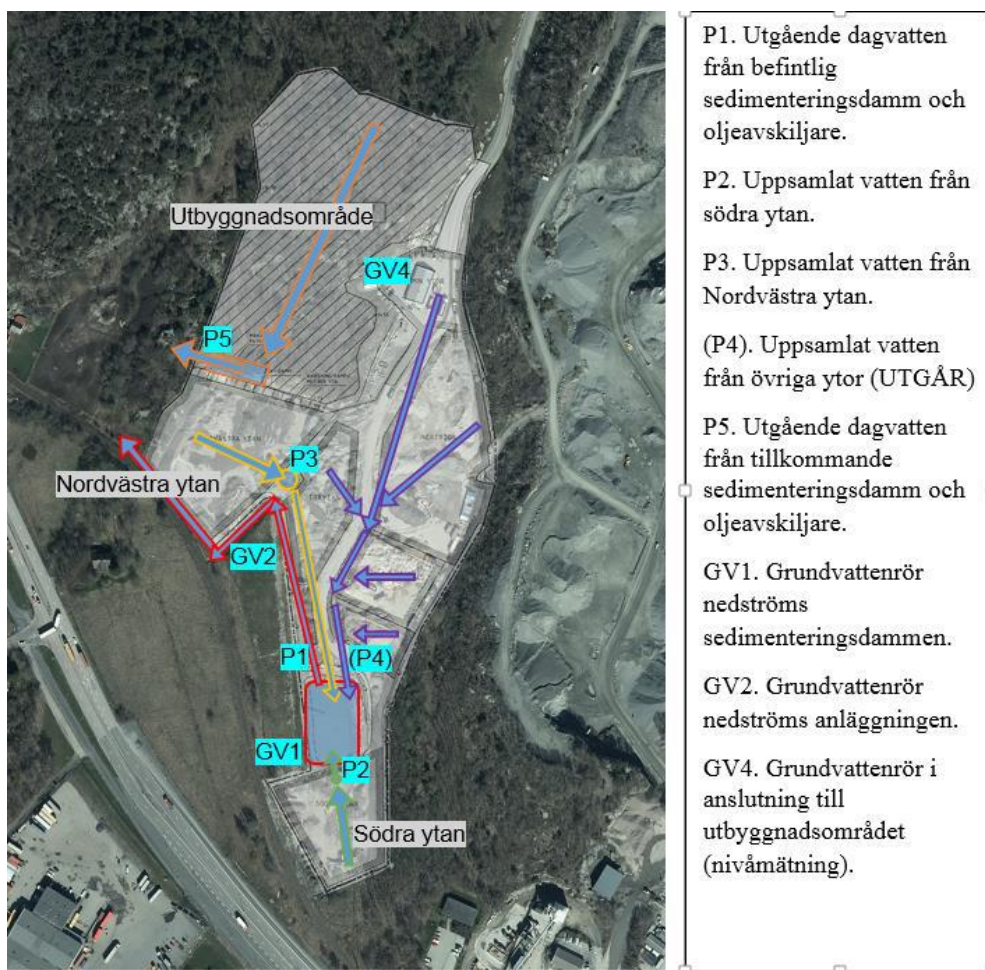 Utbyggnadsområde
GV4
P5
P3
Nordvästra ytan
GV2
P1
(P4)
GV1
P2
Södra ytan
P1. Utgående dagvatten
från befintlig
sedimenteringsdamm och
oljeavskiljare.
P2. Uppsamlat vatten från
södra ytan.
P3. Uppsamlat vatten från
Nordvästra ytan.
(P4). Uppsamlat vatten
från övriga ytor (UTGÅR)
P5. Utgående dagvatten
från tillkommande
sedimenteringsdamm och
oljeavskiljare.
GV1. Grundvattenrör
nedströms
sedimenteringsdammen.
GV2. Grundvattenrör
nedströms anläggningen.
GV4. Grundvattenrör i
anslutning till
utbyggnadsområdet
(nivåmätning).